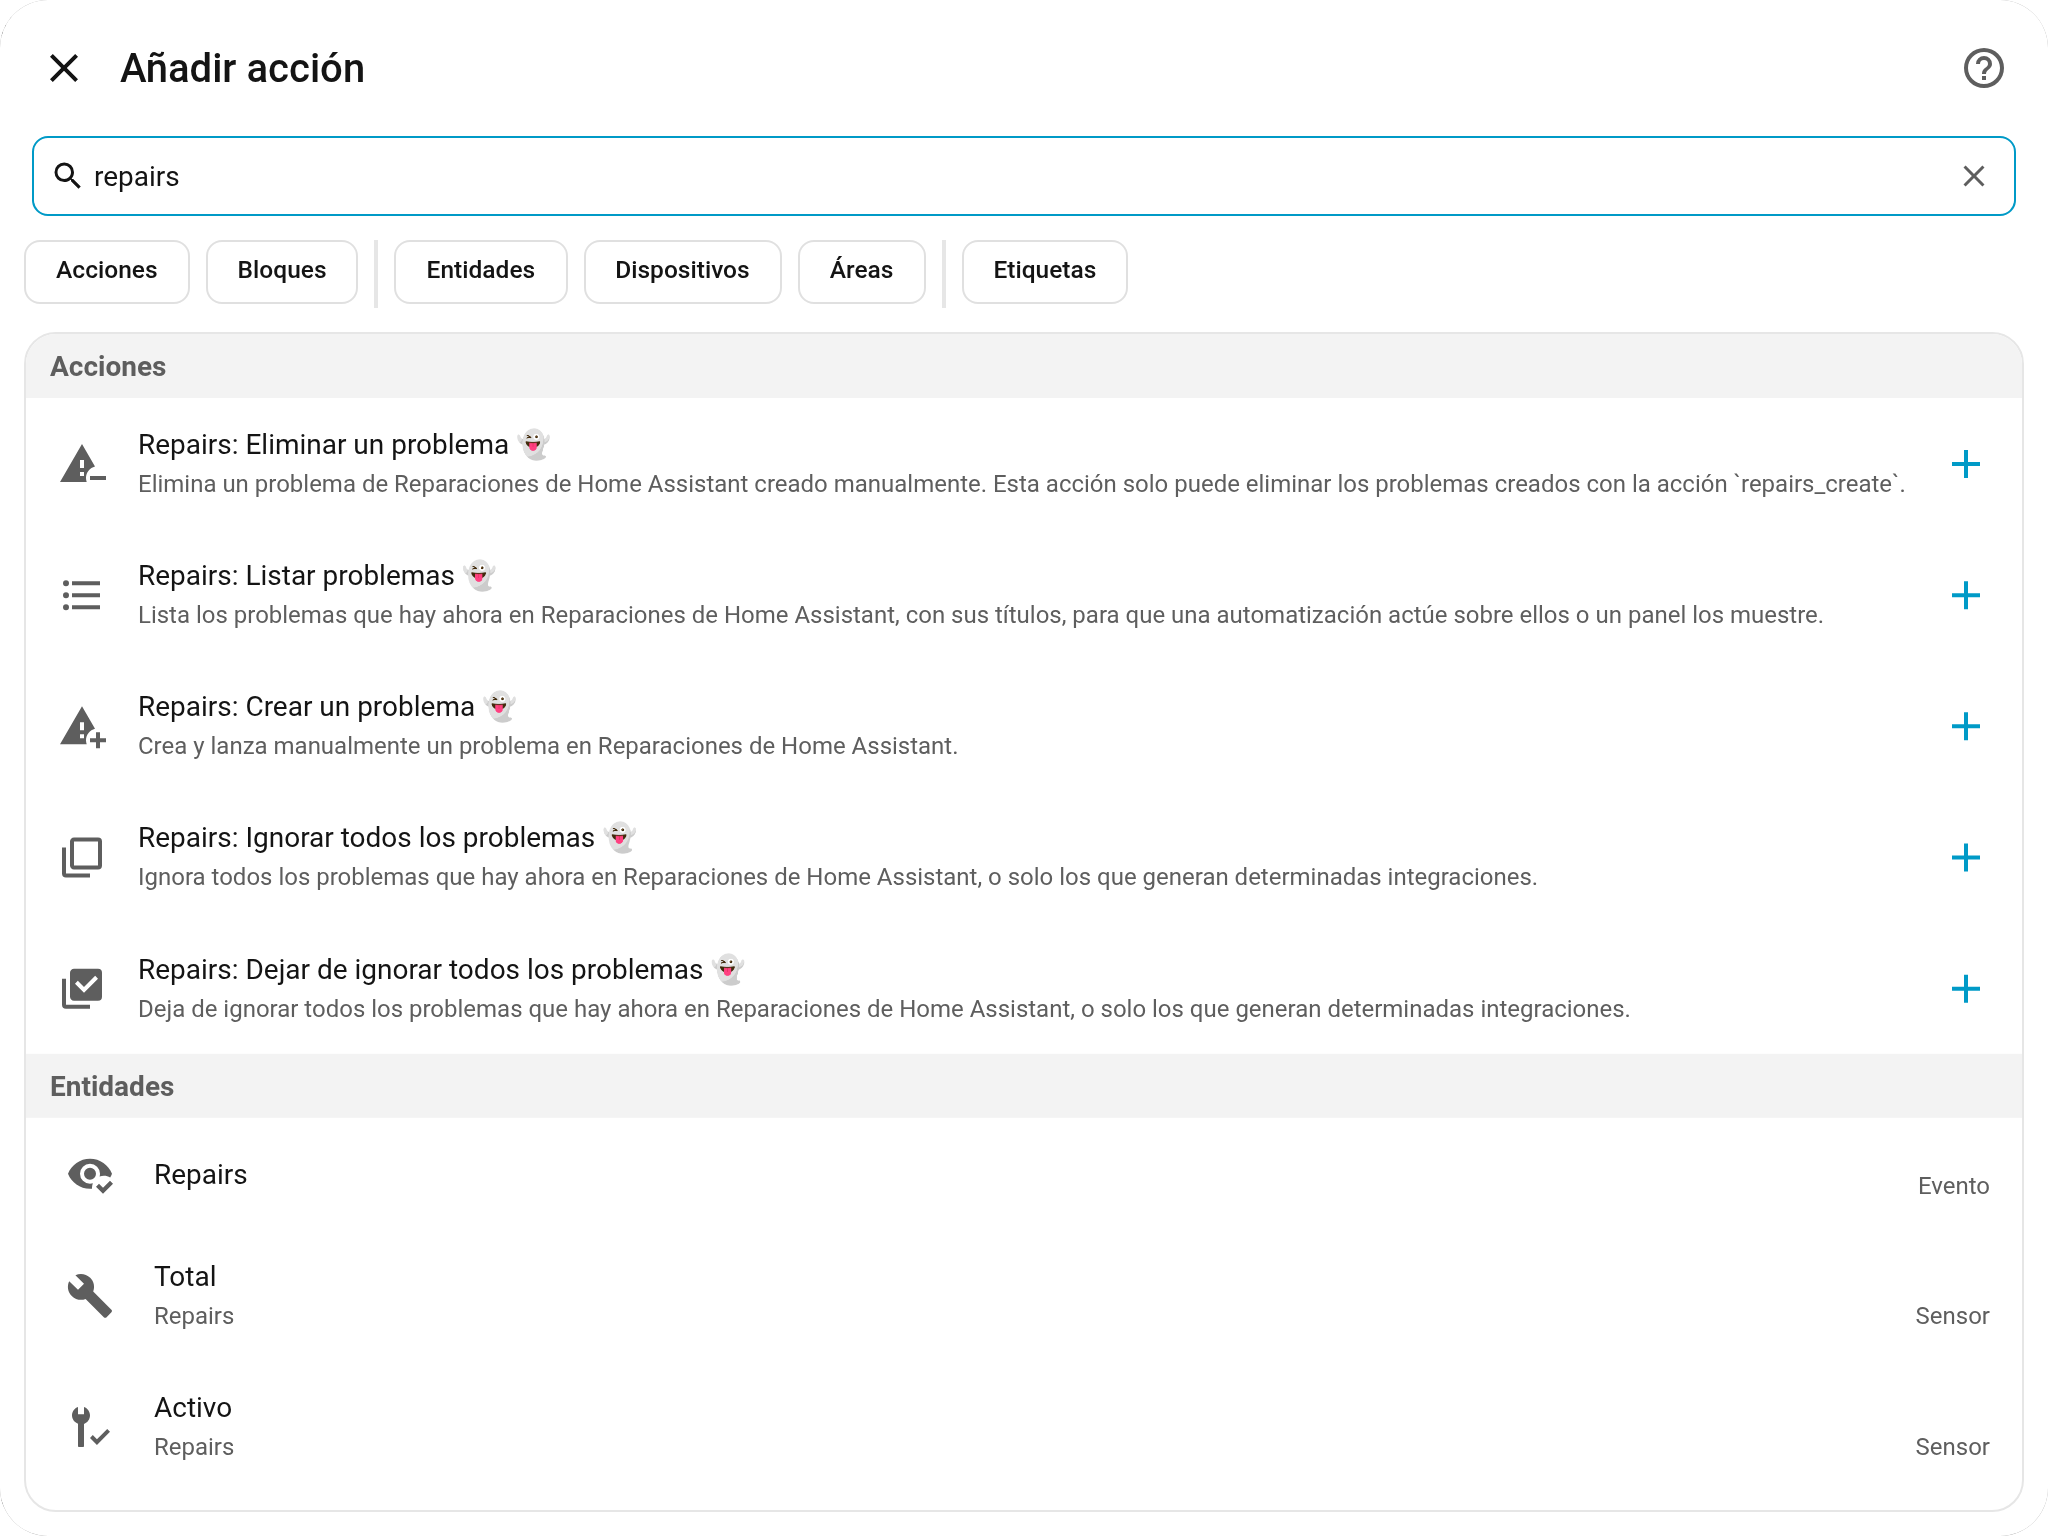 Añadir acción
repairs
Acciones
Bloques
Entidades
Dispositivos
Áreas
Etiquetas
Acciones
Repairs: Eliminar un problema 👻
Elimina un problema de Reparaciones de Home Assistant creado manualmente. Esta acción solo puede eliminar los problemas creados con la acción `repairs_create`.
Repairs: Listar problemas 👻
Lista los problemas que hay ahora en Reparaciones de Home Assistant, con sus títulos, para que una automatización actúe sobre ellos o un panel los muestre.
Repairs: Crear un problema 👻
Crea y lanza manualmente un problema en Reparaciones de Home Assistant.
Repairs: Ignorar todos los problemas 👻
Ignora todos los problemas que hay ahora en Reparaciones de Home Assistant, o solo los que generan determinadas integraciones.
Repairs: Dejar de ignorar todos los problemas 👻
Deja de ignorar todos los problemas que hay ahora en Reparaciones de Home Assistant, o solo los que generan determinadas integraciones.
Entidades
Repairs
Evento
Total
Repairs
Sensor
Activo
Repairs
Sensor